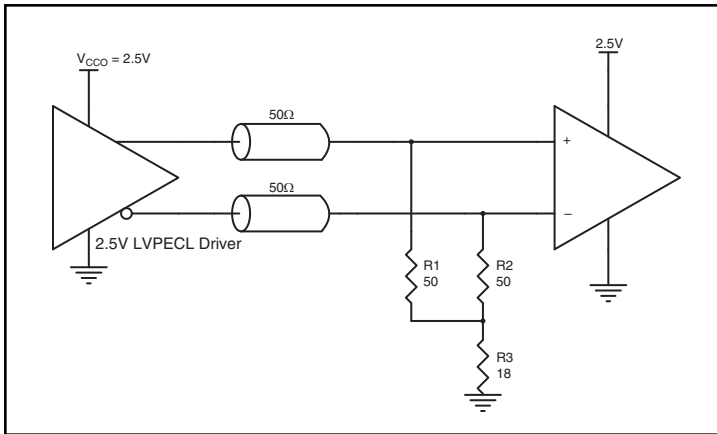 V_CCO = 2.5V
2.5V
50Ω
50Ω
+
−
2.5V LVPECL Driver
R1
50
R2
50
R3
18